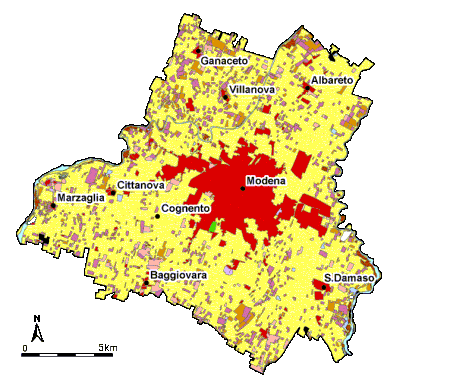 Ganaceto
Villanova
Albareto
Modena
Cittanova
Marzaglia
Cognento
Baggiovara
S.Damaso
N
0 5km